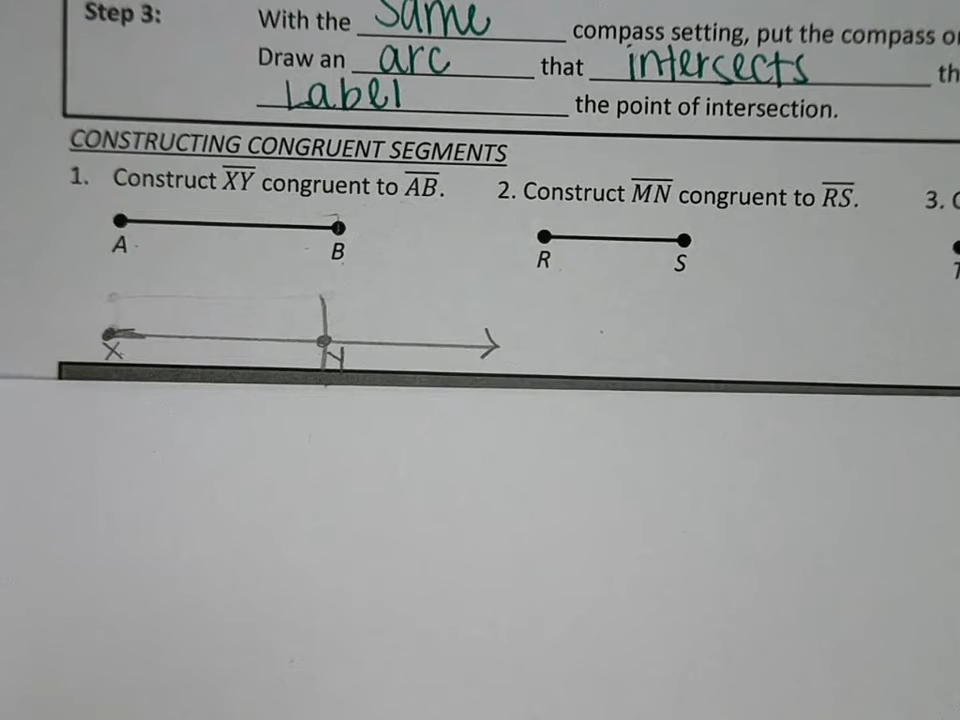 Step 3: With the same compass setting, put the compass
Draw an arc that intersects
Label the point of intersection.
CONSTRUCTING CONGRUENT SEGMENTS
1. Construct XY congruent to AB. 2. Construct MN congruent to RS. 3.
A B R S
X Y